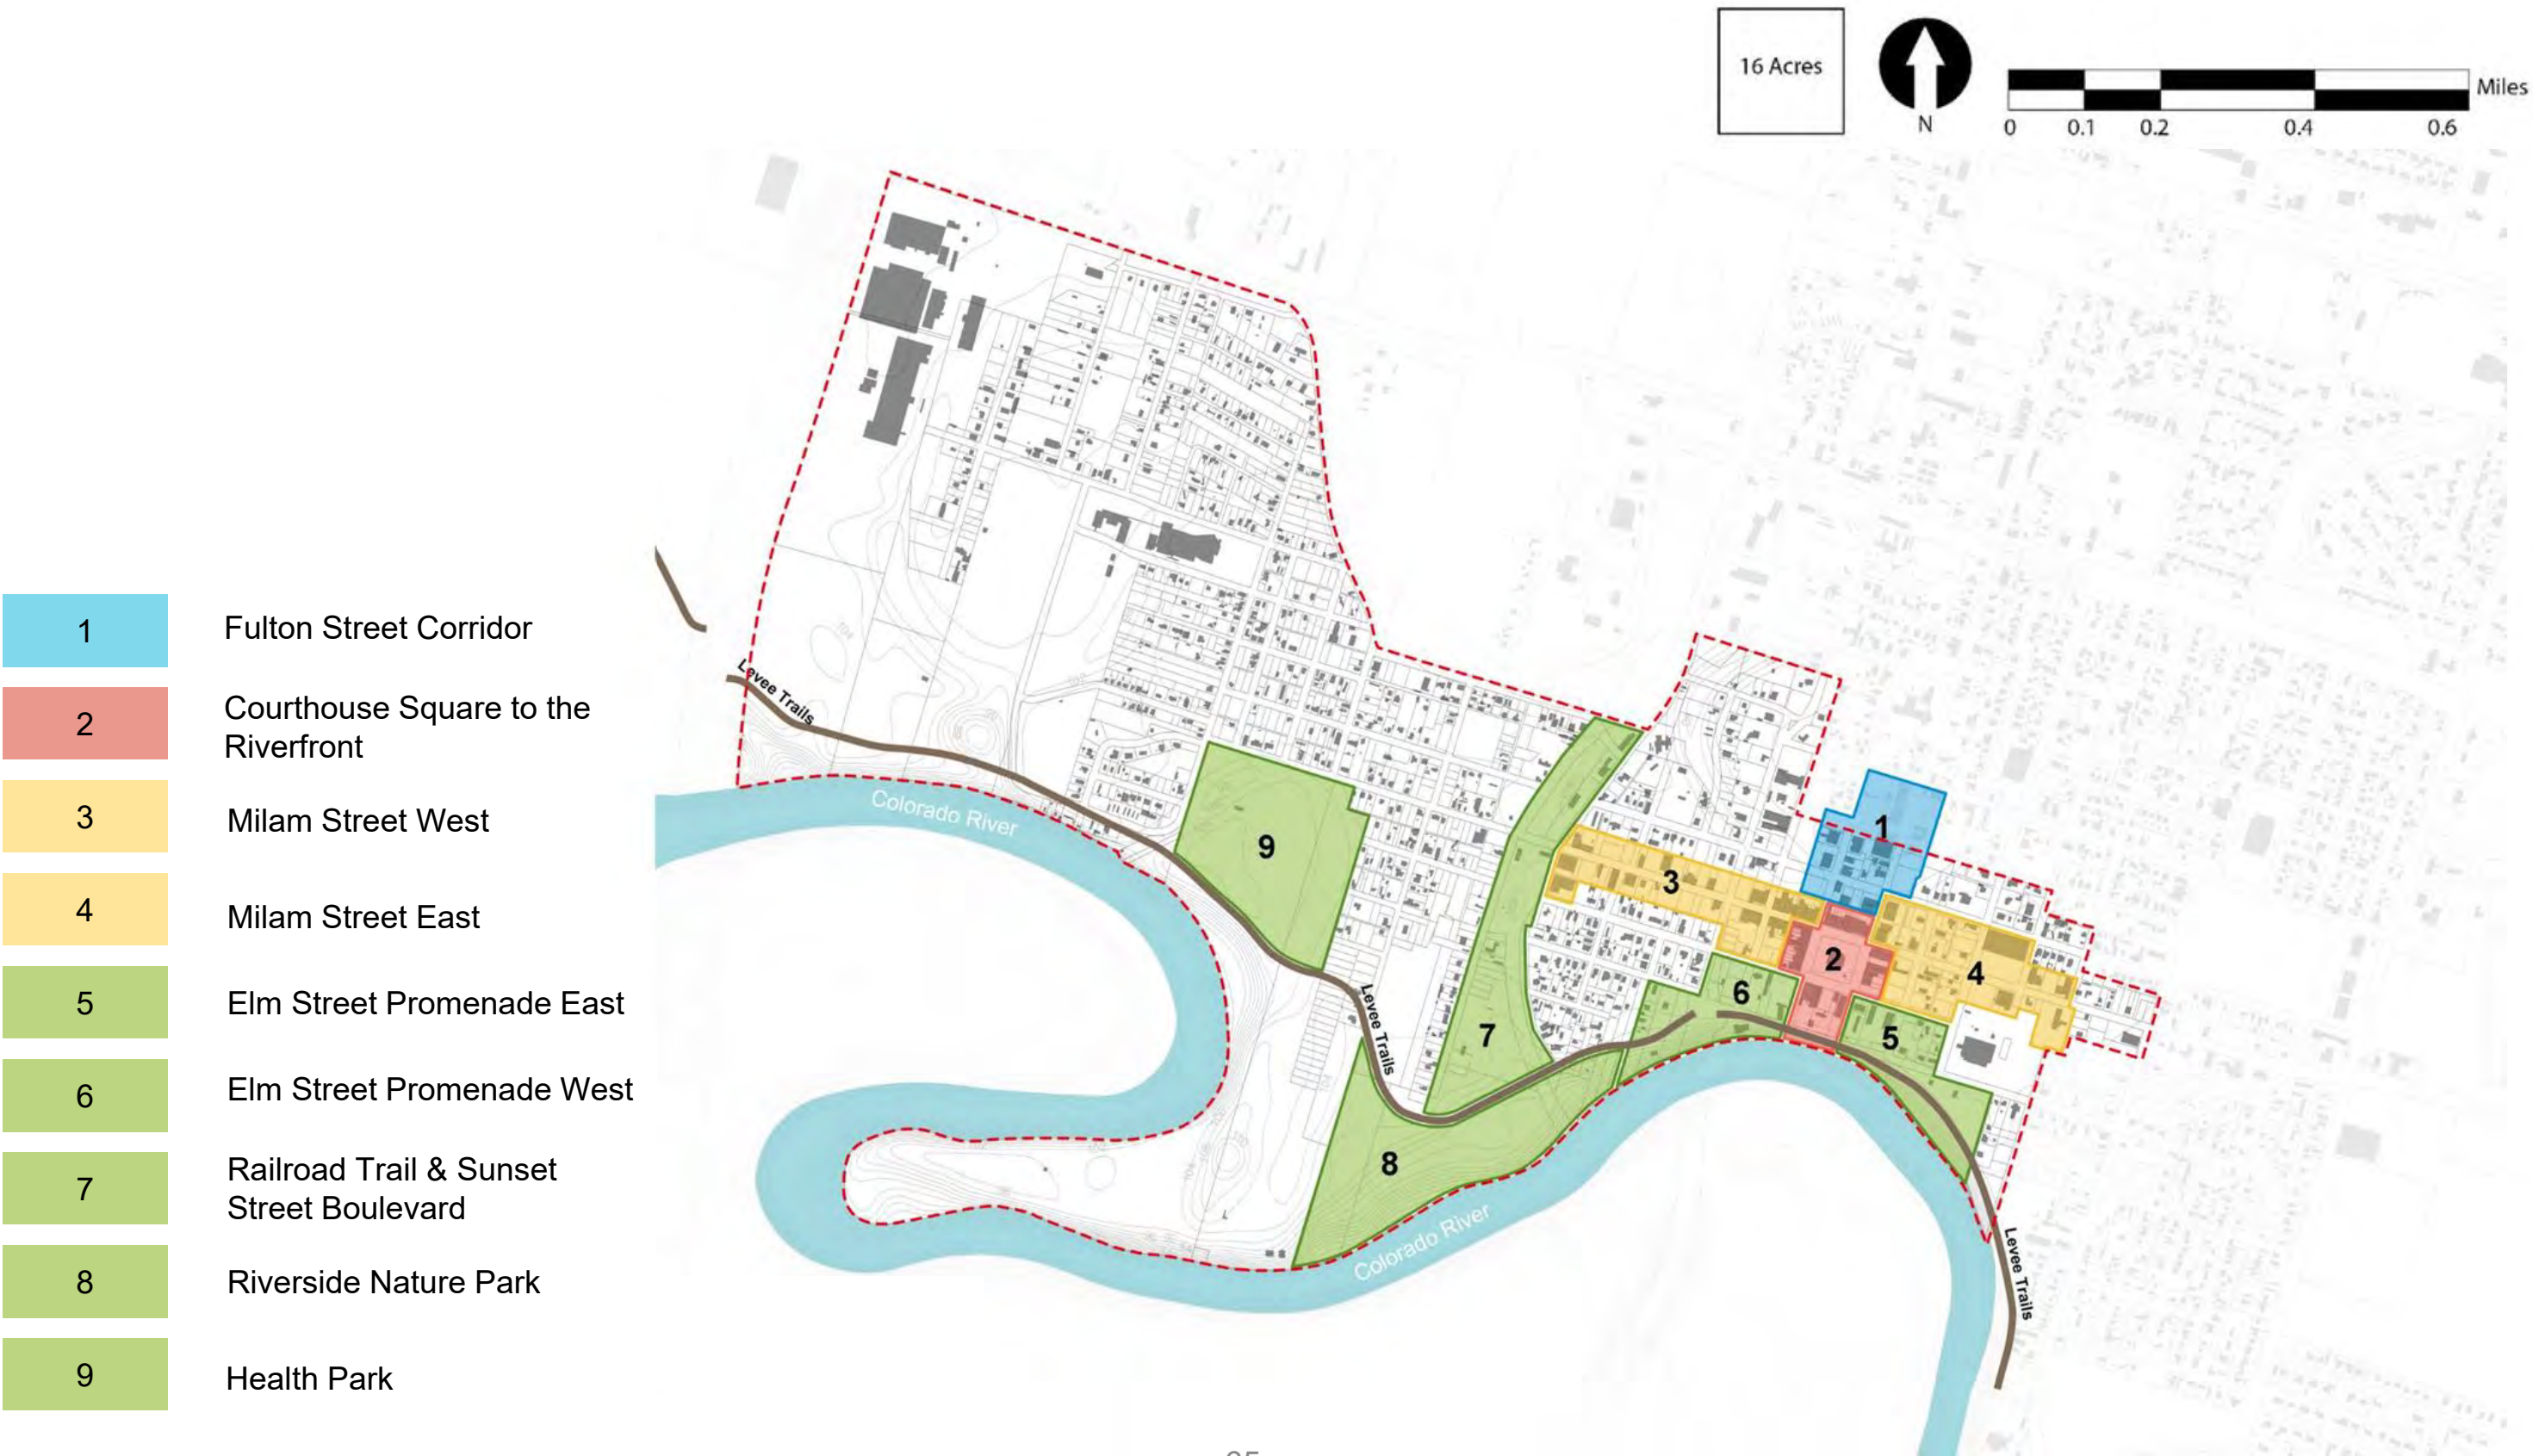 16 Acres
N
Miles
0 0.1 0.2 0.4 0.6
1 Fulton Street Corridor
2 Courthouse Square to the
Riverfront
3 Milam Street West
4 Milam Street East
5 Elm Street Promenade East
6 Elm Street Promenade West
7 Railroad Trail & Sunset
Street Boulevard
8 Riverside Nature Park
9 Health Park
Levee Trails
Colorado River
9
7
3
1
2
4
6
5
Levee Trails
8
Colorado River
Levee Trails